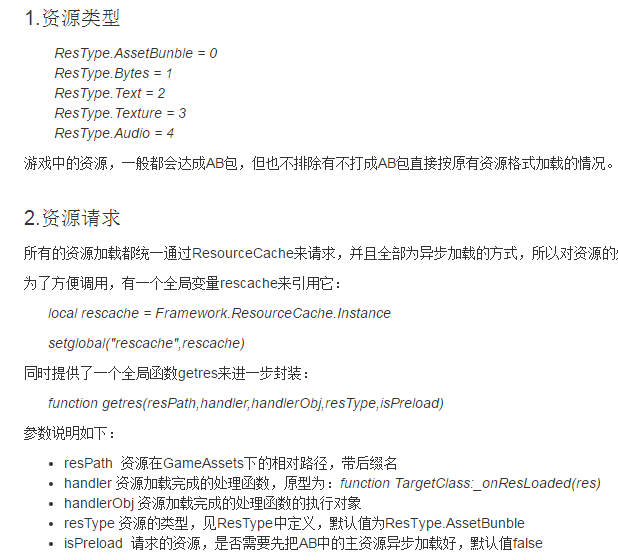 1.资源类型
ResType.AssetBunble = 0
ResType.Bytes = 1
ResType.Text = 2
ResType.Texture = 3
ResType.Audio = 4
游戏中的资源，一般都会达成AB包，但也不排除有不打成AB包直接按原有资源格式加载的情况。
2.资源请求
所有的资源加载都统一通过ResourceCache来请求，并且全部为异步加载的方式，所以对资源的
为了方便调用，有一个全局变量rescache来引用它：
local rescache = Framework.ResourceCache.Instance
setglobal("rescache",rescache)
同时提供了一个全局函数getres来进一步封装：
function getres(resPath,handler,handlerObj,resType,isPreload)
参数说明如下：
• resPath 资源在GameAssets下的相对路径，带后缀名
• handler 资源加载完成的处理函数，原型为：function TargetClass:_onResLoaded(res)
• handlerObj 资源加载完成的处理函数的执行对象
• resType 资源的类型，见ResType中定义，默认值为ResType.AssetBunble
• isPreload 请求的资源，是否需要先把AB中的主资源异步加载好，默认值false